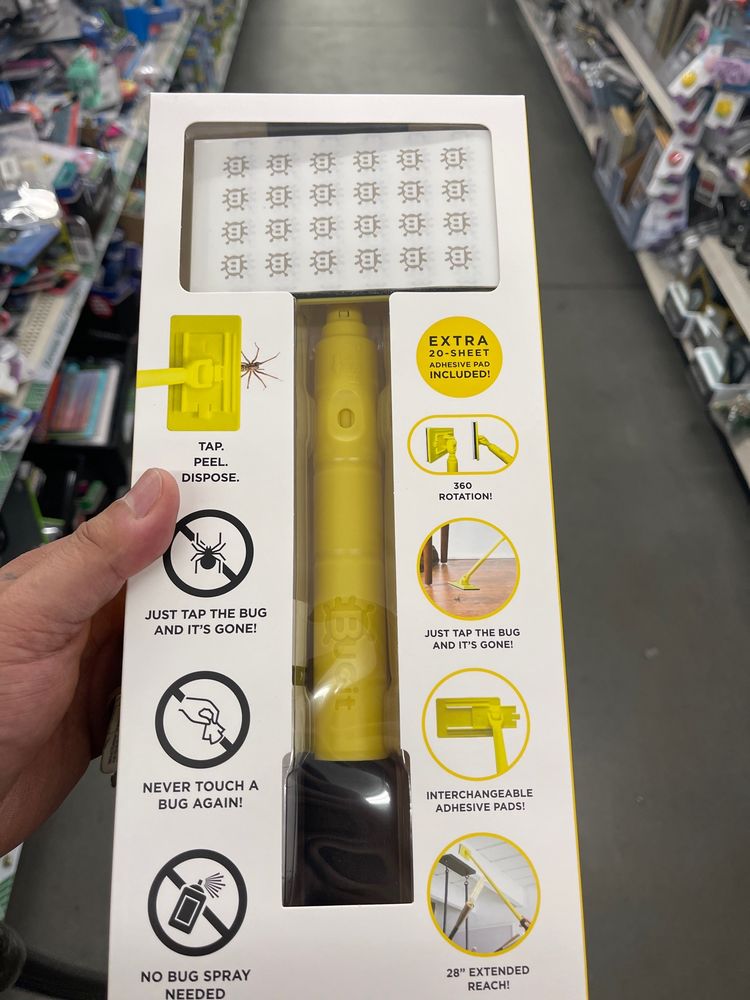 TAP.
PEEL.
DISPOSE.
JUST TAP THE BUG
AND IT'S GONE!
NEVER TOUCH A
BUG AGAIN!
NO BUG SPRAY
NEEDED
Bugit
EXTRA
20-SHEET
ADHESIVE PAD
INCLUDED!
360
ROTATION!
JUST TAP THE BUG
AND IT'S GONE!
INTERCHANGEABLE
ADHESIVE PADS!
28" EXTENDED
REACH!